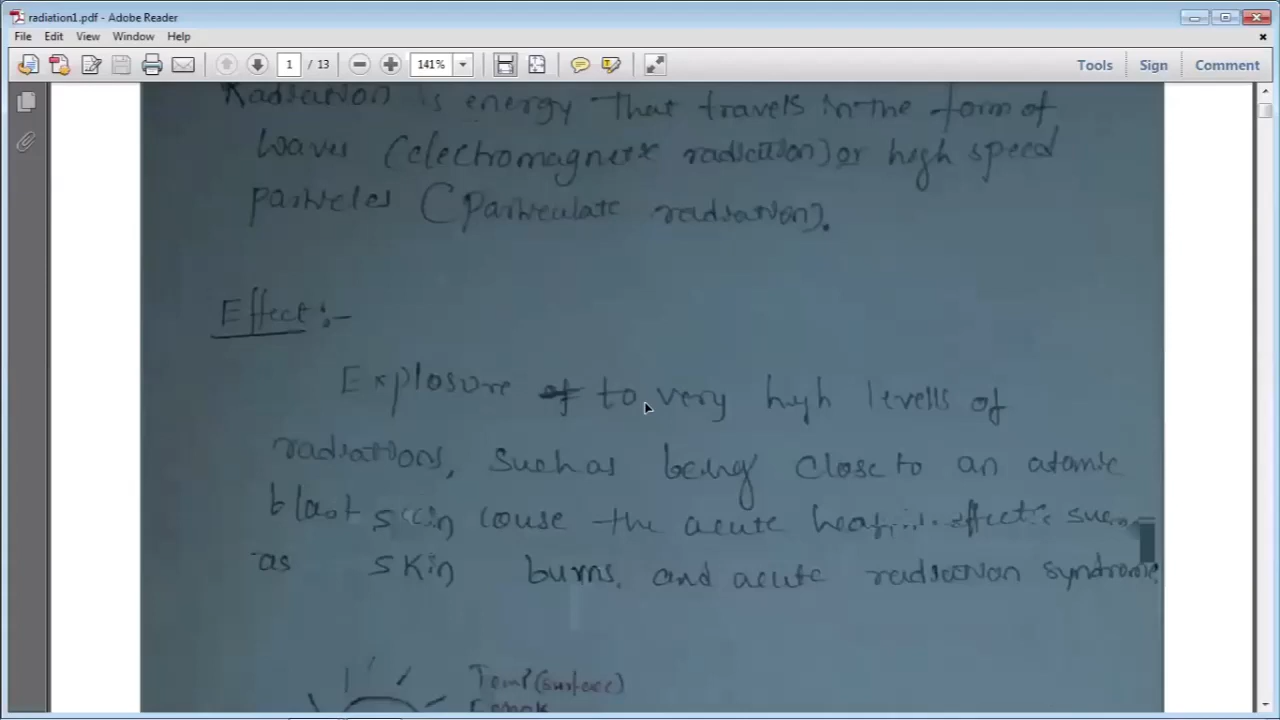 radiation1.pdf - Adobe Reader
File Edit View Window Help
1 / 13 141% Tools Sign Comment
Radiation is energy that travels in the form of
waves (electromagnetic radiation) or high speed
particles (particulate radiation).
Effect :-
Explosure of to very high levells of
radiations, such as being close to an atomic
blast skin couse the acute effects such
as skin burns, and acute radiation syndrome
Temp (surface)